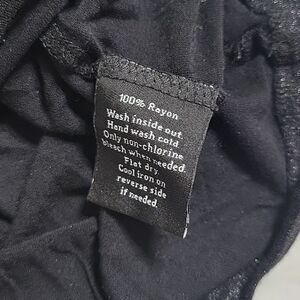 100% Rayon
Wash inside out
Hand wash cold
Only non-chlorine
Bleach when needed.
Flat dry.
Cool iron on
reverse side
if needed.